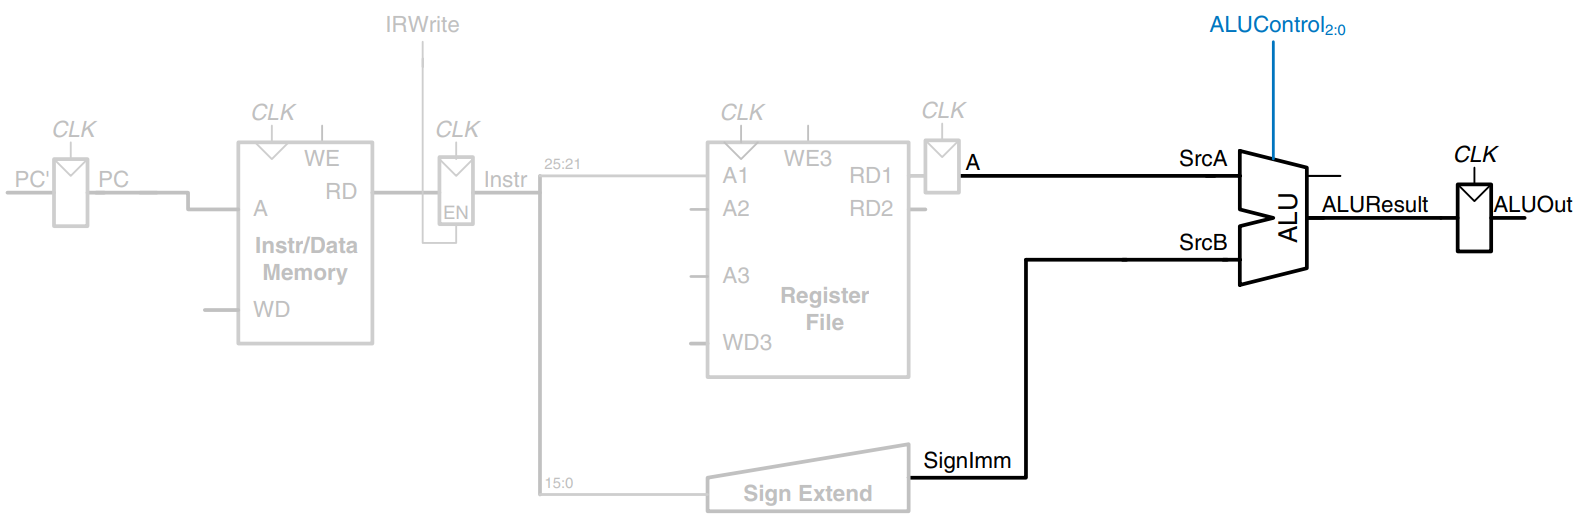 IRWrite
ALUControl2:0
CLK
CLK
CLK
CLK
CLK
CLK
PC'
PC
WE
RD
A
Instr/Data
Memory
WD
EN
Instr
25:21
15:0
WE3
A1
RD1
A2
RD2
A3
Register
File
WD3
A
SrcA
SrcB
ALU
ALUResult
ALUOut
SignImm
Sign Extend